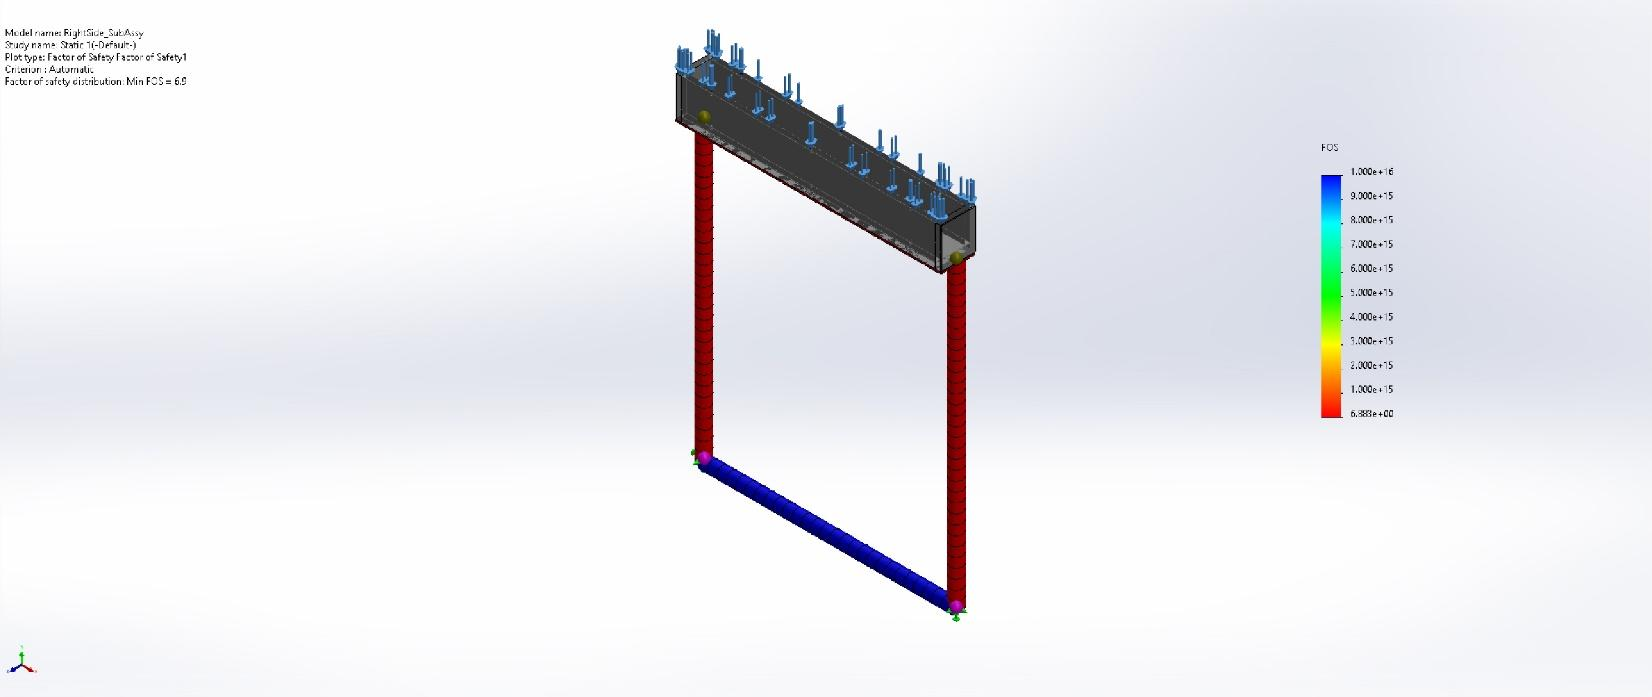 Model name: RightSide_SubAssy
Study name: Static 1(-Default-)
Plot type: Factor of Safety Factor of Safety1
Criterion : Automatic
Factor of safety distribution: Min FOS = 6.9
FOS
1.000e+16
9.000e+15
8.000e+15
7.000e+15
6.000e+15
5.000e+15
4.000e+15
3.000e+15
2.000e+15
1.000e+15
6.883e+00